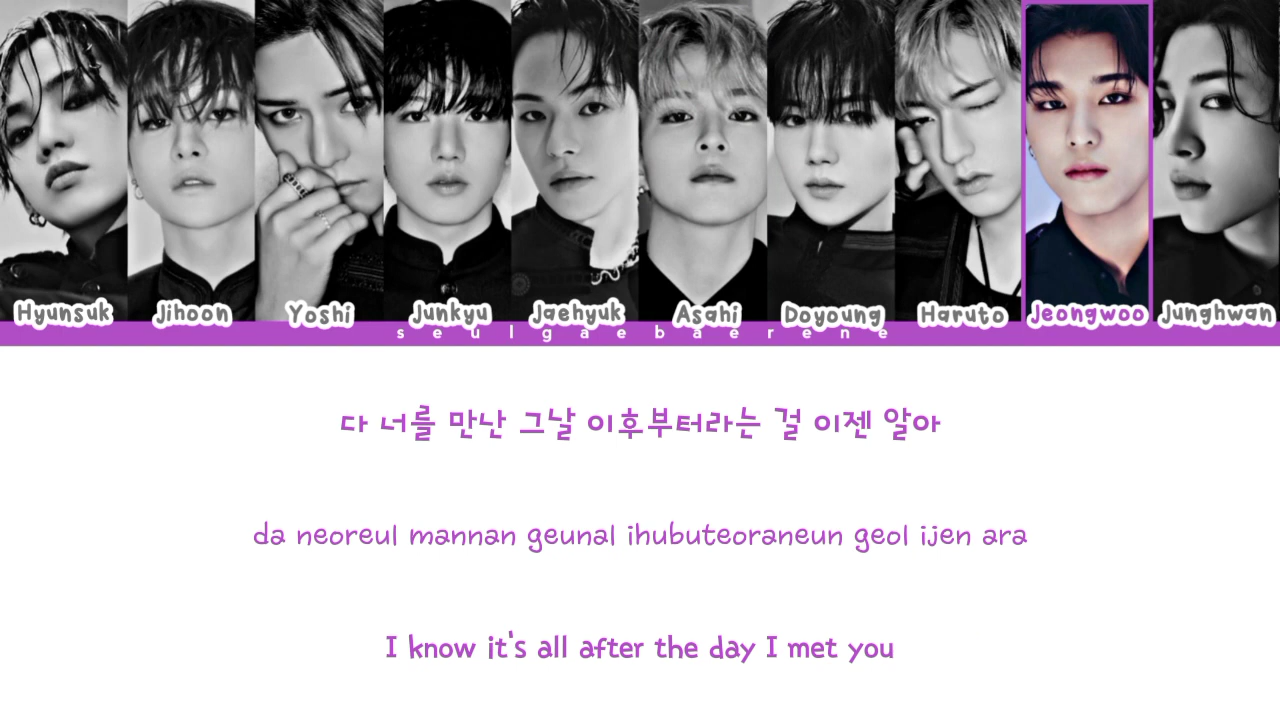 Hyunsuk Jihoon Yoshi Junkyu Jaehyuk Asahi Doyoung Haruto Jeongwoo Junghwan
seulgaebaerene
다 너를 만난 그날 이후부터라는 걸 이젠 알아
da neoreul mannan geunal ihubuteoraneun geol ijen ara
I know it's all after the day I met you